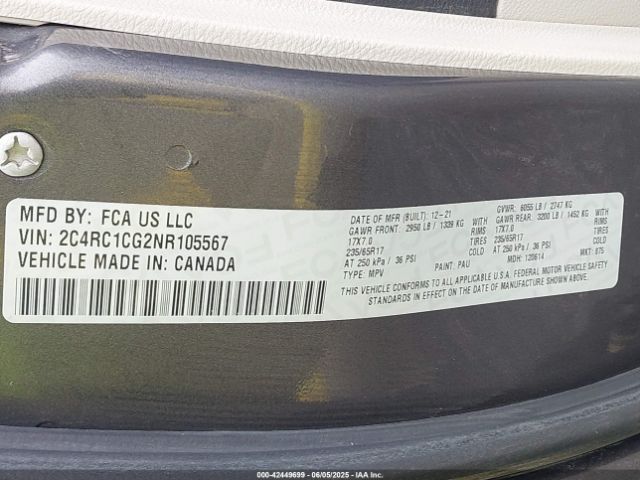 MFD BY: FCA US LLC
VIN: 2C4RC1CG2NR105567
VEHICLE MADE IN: CANADA
DATE OF MFR (BUILT): 12-21 GVWR: 6055 LB / 2747 KG
GAWR FRONT: 2950 LB / 1339 KG WITH GAWR REAR: 3200 LB / 1452 KG WITH
17X7.0 RIMS 17X7.0 RIMS
235/65R17 TIRES 235/65R17 TIRES
AT 250 kPa / 36 PSI COLD AT 250 kPa / 36 PSI COLD
TYPE: MPV PAINT: PAU MDH: 120614 MKT: 875
THIS VEHICLE CONFORMS TO ALL APPLICABLE U.S.A. FEDERAL MOTOR VEHICLE SAFETY
STANDARDS IN EFFECT ON THE DATE OF MANUFACTURE SHOWN ABOVE.
© IAA - 42449699 - 06/05/2025 - IAAI.COM